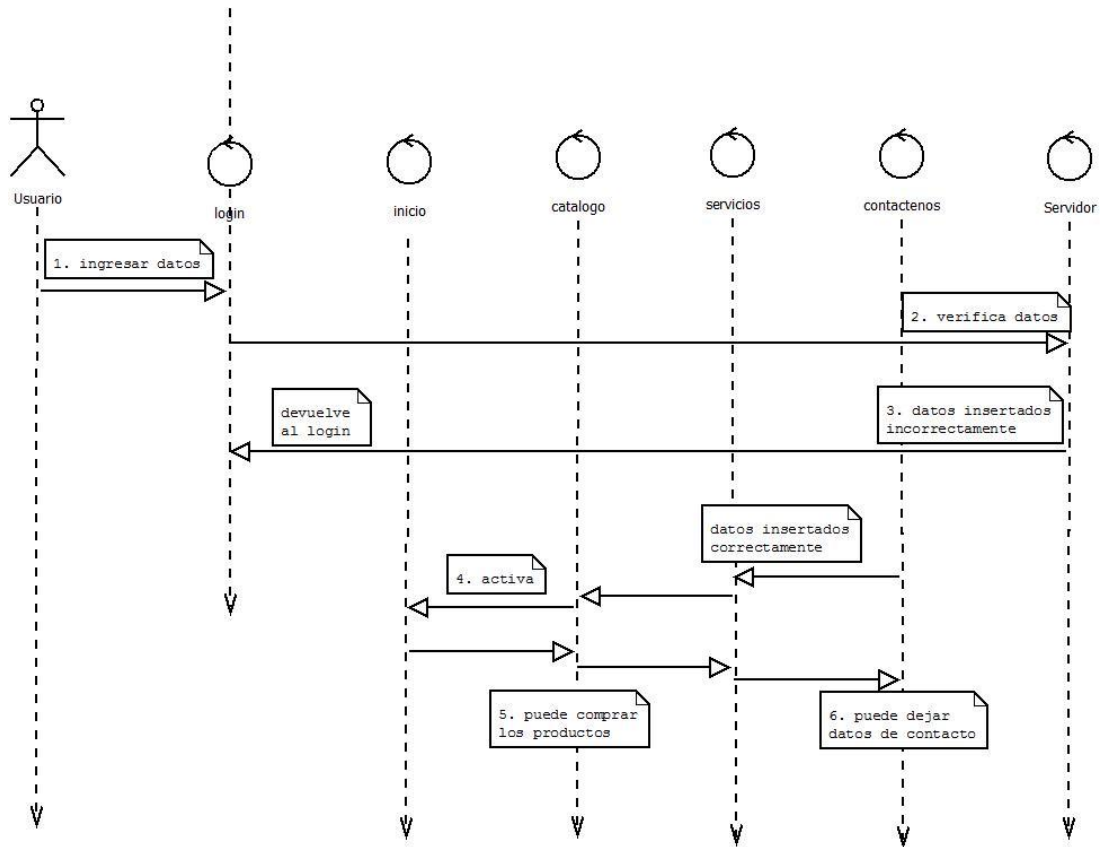 Usuario
login
inicio
catalogo
servicios
contactenos
Servidor
1. ingresar datos
2. verifica datos
devuelve
al login
3. datos insertados
incorrectamente
datos insertados
correctamente
4. activa
5. puede comprar
los productos
6. puede dejar
datos de contacto